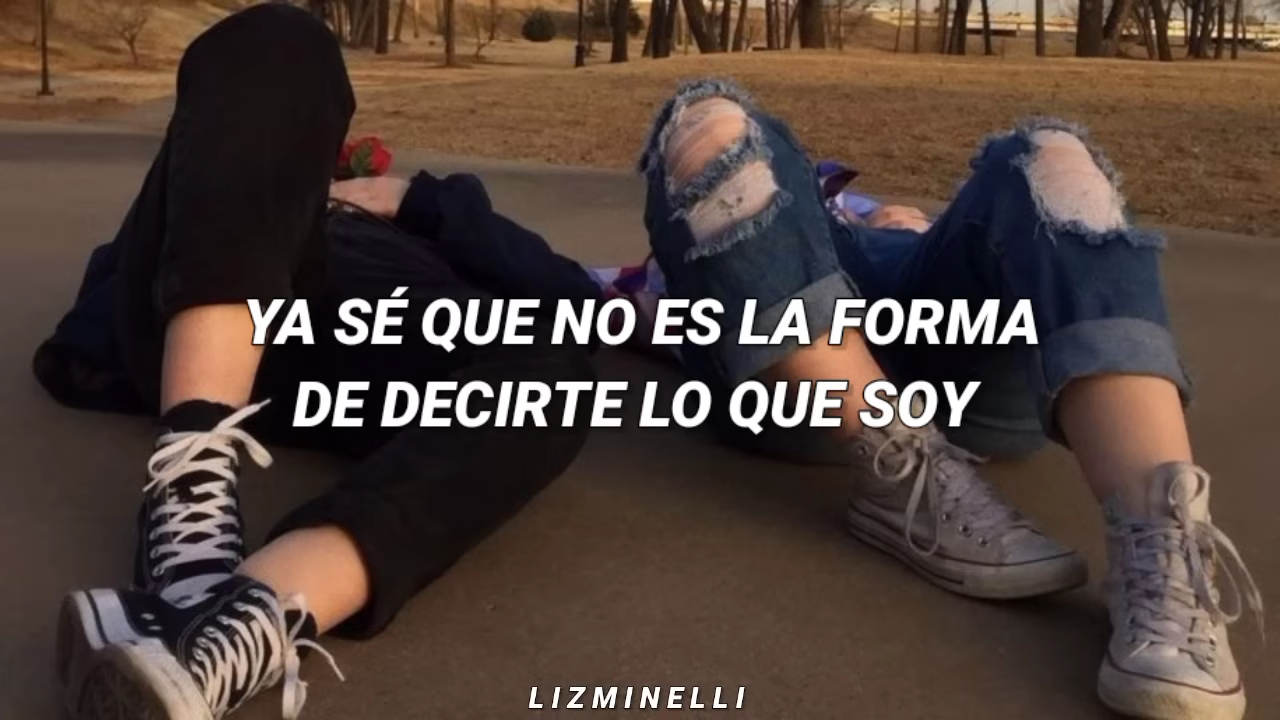 YA SÉ QUE NO ES LA FORMA
DE DECIRTE LO QUE SOY
LIZMINELLI